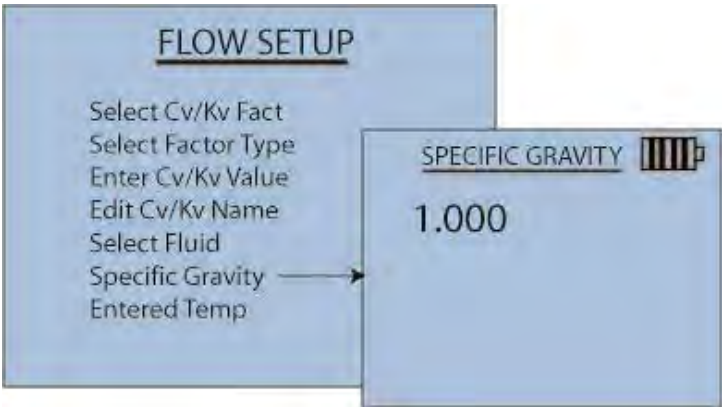 FLOW SETUP
Select Cv/Kv Fact
Select Factor Type
Enter Cv/Kv Value
Edit Cv/Kv Name
Select Fluid
Specific Gravity
Entered Temp
SPECIFIC GRAVITY
1.000